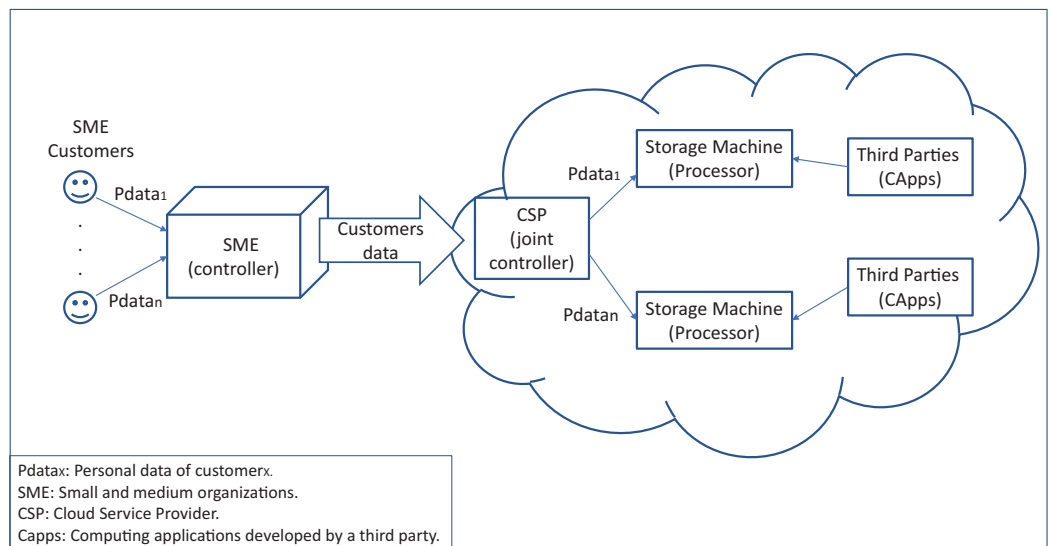 SME
Customers
Pdata1
.
.
.
Pdatan
SME
(controller)
Customers
data
CSP
(joint
controller)
Pdata1
Pdatan
Storage Machine
(Processor)
Third Parties
(CApps)
Storage Machine
(Processor)
Third Parties
(CApps)
Pdatax: Personal data of customerx.
SME: Small and medium organizations.
CSP: Cloud Service Provider.
Capps: Computing applications developed by a third party.